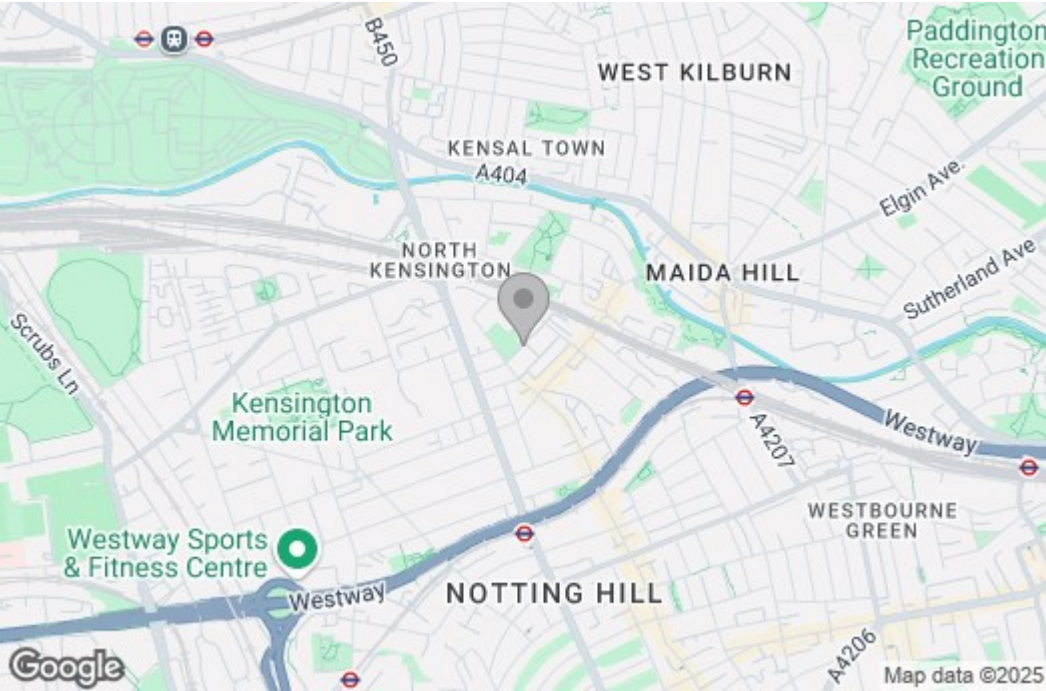 B450
Paddington
Recreation
Ground
WEST KILBURN
KENSAL TOWN
A404
Elgin Ave.
NORTH
KENSINGTON
MAIDA HILL
Sutherland Ave
Scrubs Ln
Kensington
Memorial Park
A4207
Westway
WESTBOURNE
GREEN
Westway Sports
& Fitness Centre
Westway
NOTTING HILL
A4206
Google
Map data ©2025